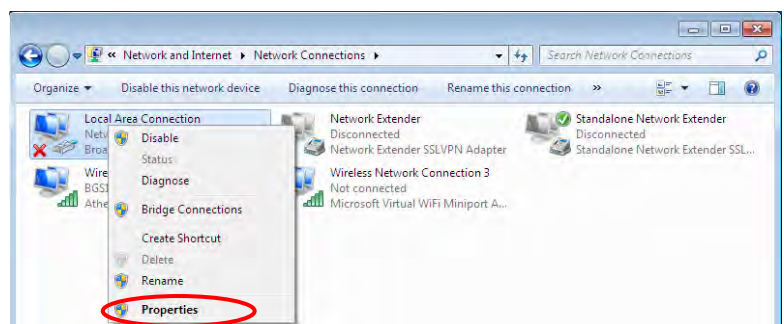 « Network and Internet ▸ Network Connections ▸
Search Network Connections
Organize ▾ Disable this network device Diagnose this connection Rename this connection »
Local Area Connection
Broa
Disable
Status
Diagnose
Bridge Connections
Create Shortcut
Delete
Rename
Properties
Wire
Athe
Network Extender
Disconnected
Network Extender SSLVPN Adapter
Wireless Network Connection 3
Not connected
Microsoft Virtual WiFi Miniport A...
Standalone Network Extender
Disconnected
Standalone Network Extender SSL...